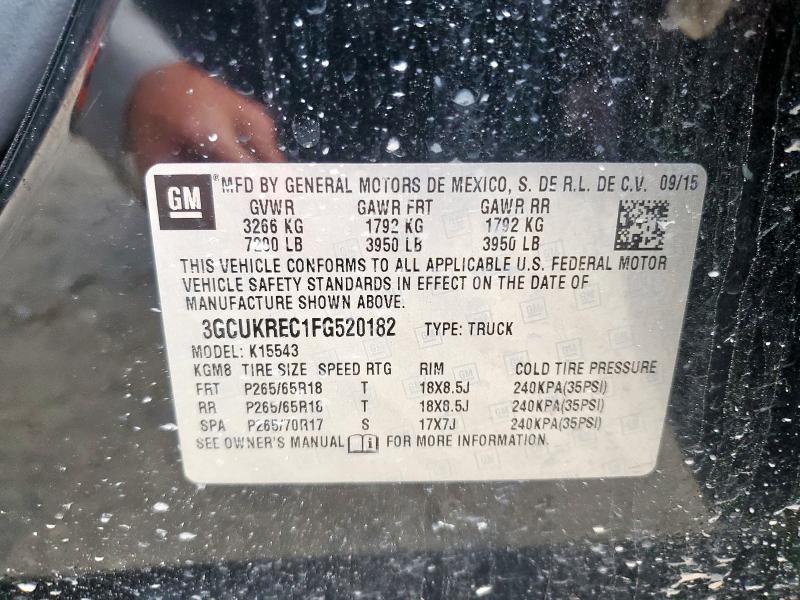 GM ® MFD BY GENERAL MOTORS DE MEXICO, S. DE R.L. DE C.V. 09/15
GVWR GAWR FRT GAWR RR
3266 KG 1792 KG 1792 KG
7200 LB 3950 LB 3950 LB
THIS VEHICLE CONFORMS TO ALL APPLICABLE U.S. FEDERAL MOTOR
VEHICLE SAFETY STANDARDS IN EFFECT ON THE DATE OF
MANUFACTURE SHOWN ABOVE.
3GCUKREC1FG520182 TYPE: TRUCK
MODEL: K15543
KGM8 TIRE SIZE SPEED RTG RIM COLD TIRE PRESSURE
FRT P265/65R18 T 18X8.5J 240KPA(35PSI)
RR P265/65R18 T 18X8.5J 240KPA(35PSI)
SPA P265/70R17 S 17X7J 240KPA(35PSI)
SEE OWNER'S MANUAL FOR MORE INFORMATION.